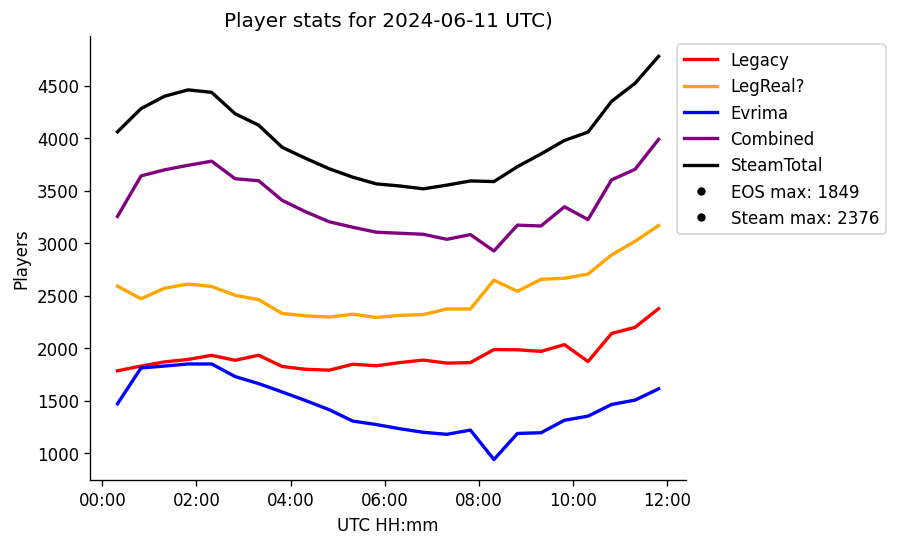 Player stats for 2024-06-11 UTC)
Players
4500
4000
3500
3000
2500
2000
1500
1000
00:00 02:00 04:00 06:00 08:00 10:00 12:00
UTC HH:mm
Legacy
LegReal?
Evrima
Combined
SteamTotal
EOS max: 1849
Steam max: 2376